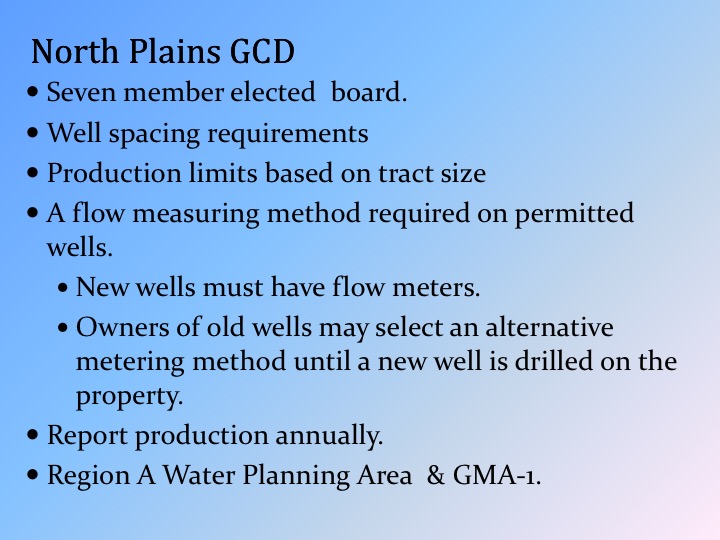 North Plains GCD
• Seven member elected  board.
• Well spacing requirements
• Production limits based on tract size
• A flow measuring method required on permitted
wells.
• New wells must have flow meters.
• Owners of old wells may select an alternative
metering method until a new well is drilled on the
property.
• Report production annually.
• Region A Water Planning Area  & GMA-1.